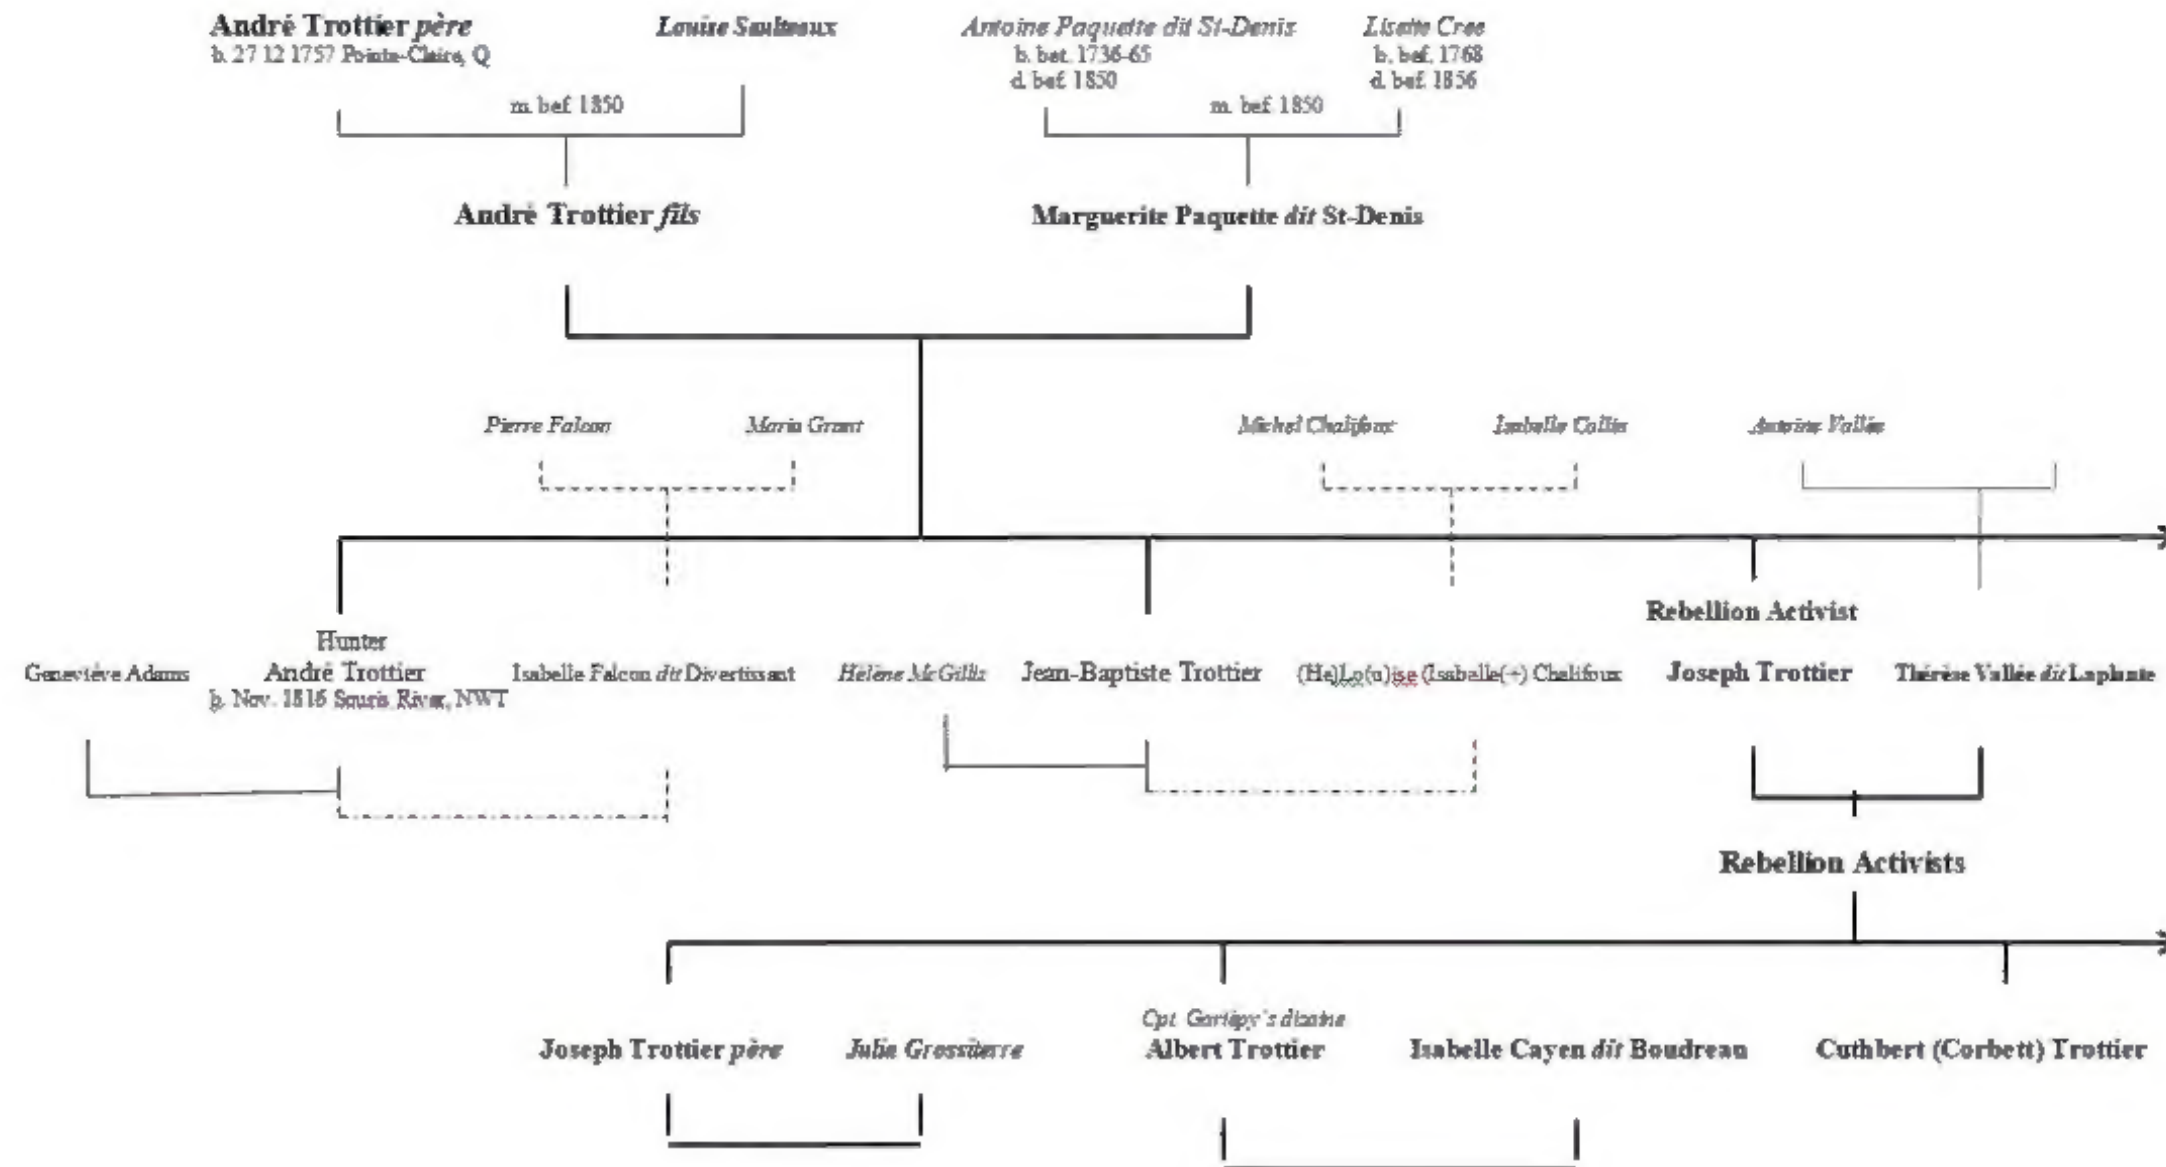 André Trottier père
b. 27 12 1757 Pointe-Claire, Q
Louise Saulteaux
Antoine Paquette dit St-Denis
b. bet. 1736-65
d. bef. 1850
Lisette Cree
b. bef. 1768
d. bef. 1856
m. bef. 1850
m. bef. 1850
André Trottier fils
Marguerite Paquette dit St-Denis
Pierre Falcon
Marie Grant
Michel Chalifoux
Isabelle Collin
Antoine Vallée
Rebellion Activist
Hunter
Geneviève Adams
André Trottier
b. Nov. 1816 Souris River, NWT
Isabelle Falcon dit Divertissant
Hélène McGillis
Jean-Baptiste Trottier
(He)Lo(u)ise (Isabelle(+) Chalifoux
Joseph Trottier
Thérèse Vallée dit Laplante
Rebellion Activists
Joseph Trottier père
Julie Grossiterre
Cpt. Gariépy's dizaine
Albert Trottier
Isabelle Cayen dit Boudreau
Cuthbert (Corbett) Trottier